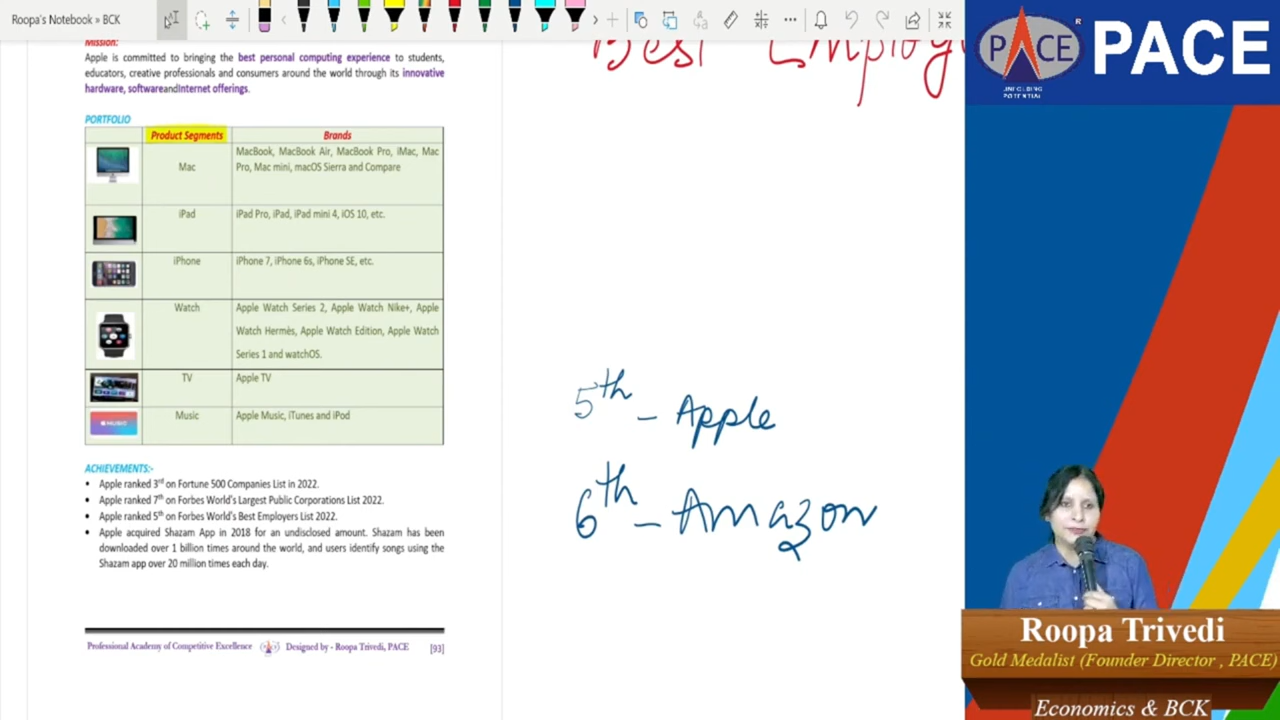 Roopa's Notebook » BCK
Mission:
Apple is committed to bringing the best personal computing experience to students,
educators, creative professionals and consumers around the world through its innovative
hardware, softwareandInternet offerings.
PORTFOLIO
Product Segments Brands
Mac MacBook, MacBook Air, MacBook Pro, iMac, Mac
Pro, Mac mini, macOS Sierra and Compare
iPad iPad Pro, iPad, iPad mini 4, iOS 10, etc.
iPhone iPhone 7, iPhone 6s, iPhone SE, etc.
Watch Apple Watch Series 2, Apple Watch Nike+, Apple
Watch Hermès, Apple Watch Edition, Apple Watch
Series 1 and watchOS.
TV Apple TV
MUSIC Music Apple Music, iTunes and iPod
ACHIEVEMENTS:-
• Apple ranked 3rd on Fortune 500 Companies List in 2022.
• Apple ranked 7th on Forbes World's Largest Public Corporations List 2022.
• Apple ranked 5th on Forbes World's Best Employers List 2022.
• Apple acquired Shazam App in 2018 for an undisclosed amount. Shazam has been
downloaded over 1 billion times around the world, and users identify songs using the
Shazam app over 20 million times each day.
Professional Academy of Competitive Excellence Designed by - Roopa Trivedi, PACE [93]
Best Employe
5th - Apple
6th - Amazon
PACE ® PACE
UNFOLDING
POTENTIAL
Roopa Trivedi
Gold Medalist (Founder Director , PACE)
Economics & BCK